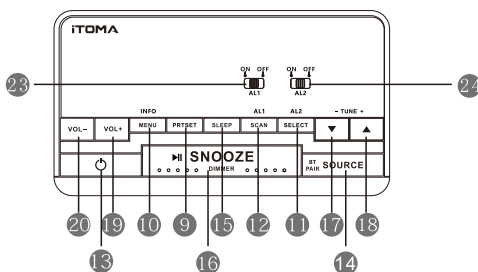 iTOMA
ON OFF ON OFF
23 AL1 AL2 24
INFO AL1 AL2 - TUNE +
VOL- VOL+ MENU PRTSET SLEEP SCAN SELECT ▼ ▲
⏯ SNOOZE BT PAIR SOURCE
DIMMER
20 19 10 9 15 12 11 17 18
13 16 14